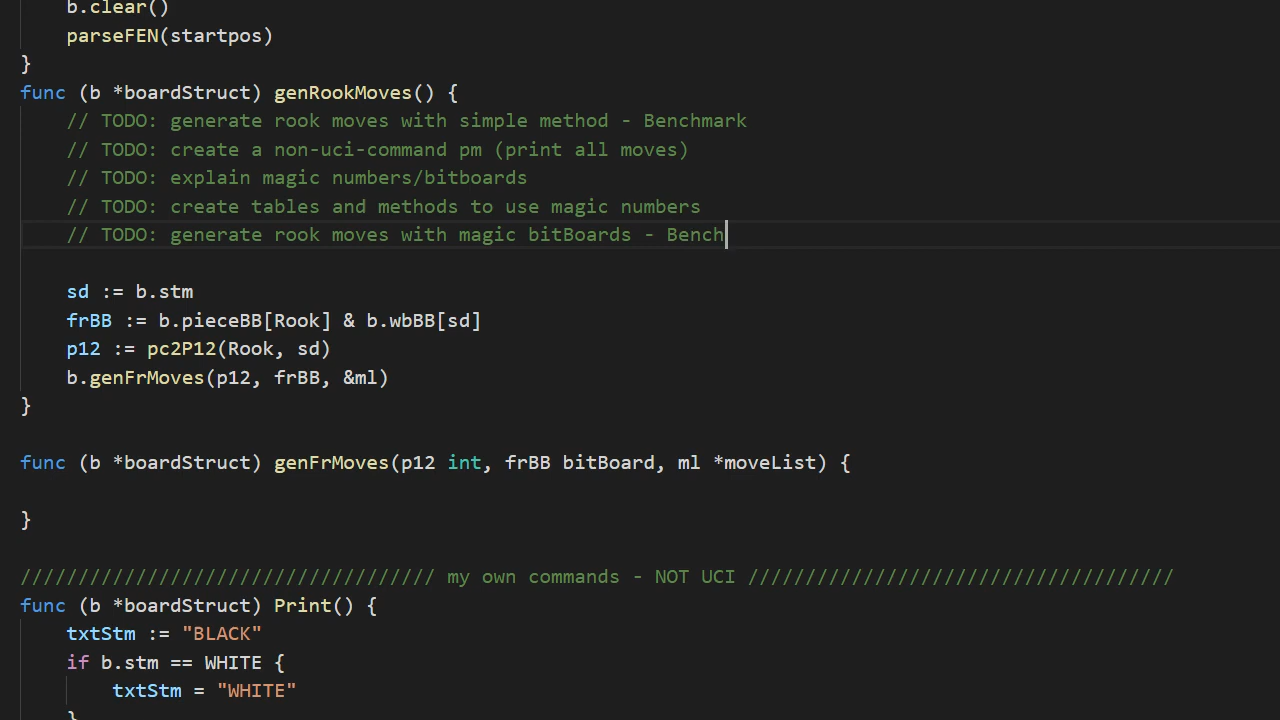 b.clear()
parseFEN(startpos)
}
func (b *boardStruct) genRookMoves() {
// TODO: generate rook moves with simple method - Benchmark
// TODO: create a non-uci-command pm (print all moves)
// TODO: explain magic numbers/bitboards
// TODO: create tables and methods to use magic numbers
// TODO: generate rook moves with magic bitBoards - Bench
sd := b.stm
frBB := b.pieceBB[Rook] & b.wbBB[sd]
p12 := pc2P12(Rook, sd)
b.genFrMoves(p12, frBB, &ml)
}
func (b *boardStruct) genFrMoves(p12 int, frBB bitBoard, ml *moveList) {
}
//////////////////////////////////// my own commands - NOT UCI /////////////////////////////////////
func (b *boardStruct) Print() {
txtStm := "BLACK"
if b.stm == WHITE {
txtStm = "WHITE"
}